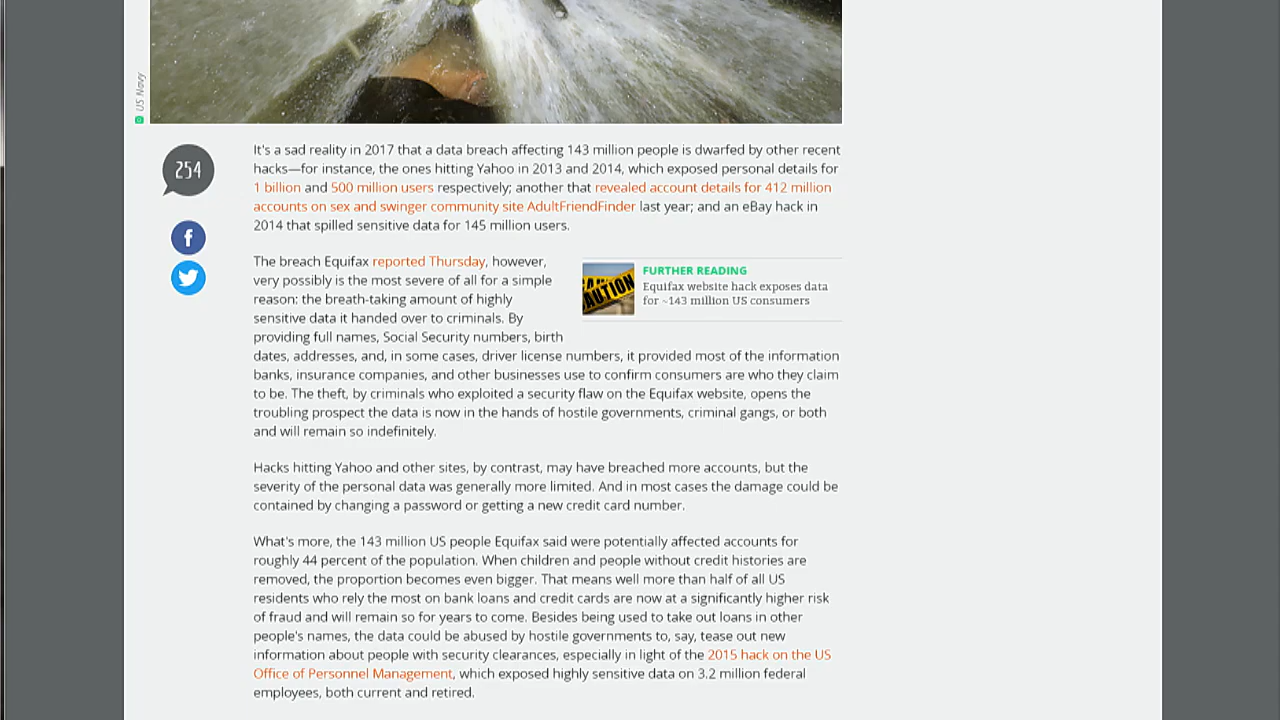 US Navy
254
It's a sad reality in 2017 that a data breach affecting 143 million people is dwarfed by other recent
hacks—for instance, the ones hitting Yahoo in 2013 and 2014, which exposed personal details for
1 billion and 500 million users respectively; another that revealed account details for 412 million
accounts on sex and swinger community site AdultFriendFinder last year; and an eBay hack in
2014 that spilled sensitive data for 145 million users.
The breach Equifax reported Thursday, however,
very possibly is the most severe of all for a simple
reason: the breath-taking amount of highly
sensitive data it handed over to criminals. By
providing full names, Social Security numbers, birth
dates, addresses, and, in some cases, driver license numbers, it provided most of the information
banks, insurance companies, and other businesses use to confirm consumers are who they claim
to be. The theft, by criminals who exploited a security flaw on the Equifax website, opens the
troubling prospect the data is now in the hands of hostile governments, criminal gangs, or both
and will remain so indefinitely.
CAUTION
FURTHER READING
Equifax website hack exposes data
for ~143 million US consumers
Hacks hitting Yahoo and other sites, by contrast, may have breached more accounts, but the
severity of the personal data was generally more limited. And in most cases the damage could be
contained by changing a password or getting a new credit card number.
What's more, the 143 million US people Equifax said were potentially affected accounts for
roughly 44 percent of the population. When children and people without credit histories are
removed, the proportion becomes even bigger. That means well more than half of all US
residents who rely the most on bank loans and credit cards are now at a significantly higher risk
of fraud and will remain so for years to come. Besides being used to take out loans in other
people's names, the data could be abused by hostile governments to, say, tease out new
information about people with security clearances, especially in light of the 2015 hack on the US
Office of Personnel Management, which exposed highly sensitive data on 3.2 million federal
employees, both current and retired.